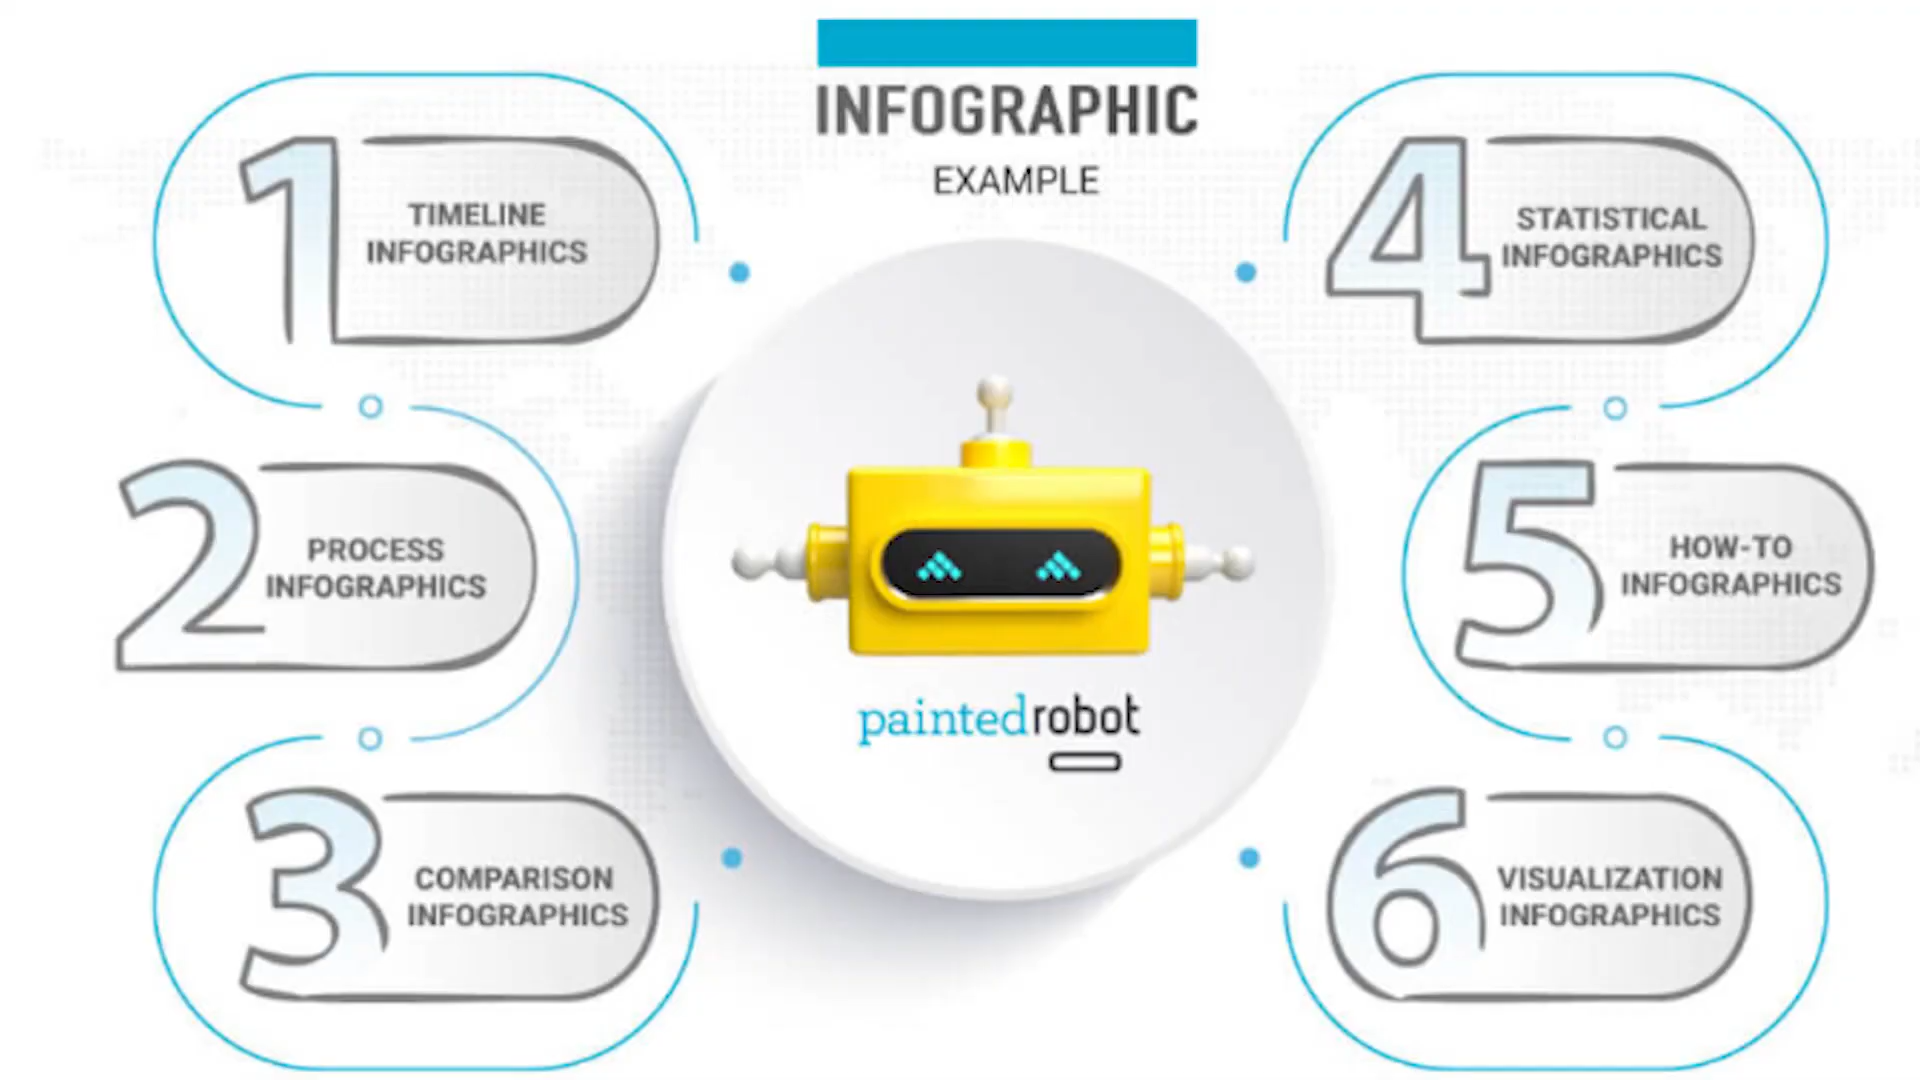 INFOGRAPHIC
EXAMPLE
1
TIMELINE
INFOGRAPHICS
2
PROCESS
INFOGRAPHICS
3
COMPARISON
INFOGRAPHICS
4
STATISTICAL
INFOGRAPHICS
5
HOW-TO
INFOGRAPHICS
6
VISUALIZATION
INFOGRAPHICS
paintedrobot